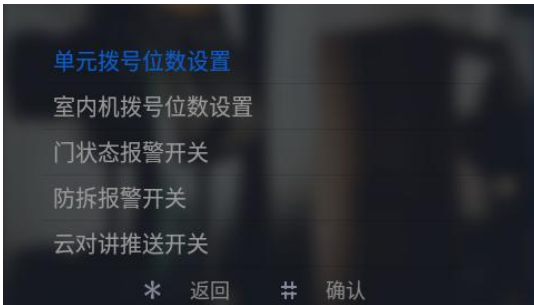 单元拨号位数设置
室内机拨号位数设置
门状态报警开关
防拆报警开关
云对讲推送开关
* 返回 # 确认